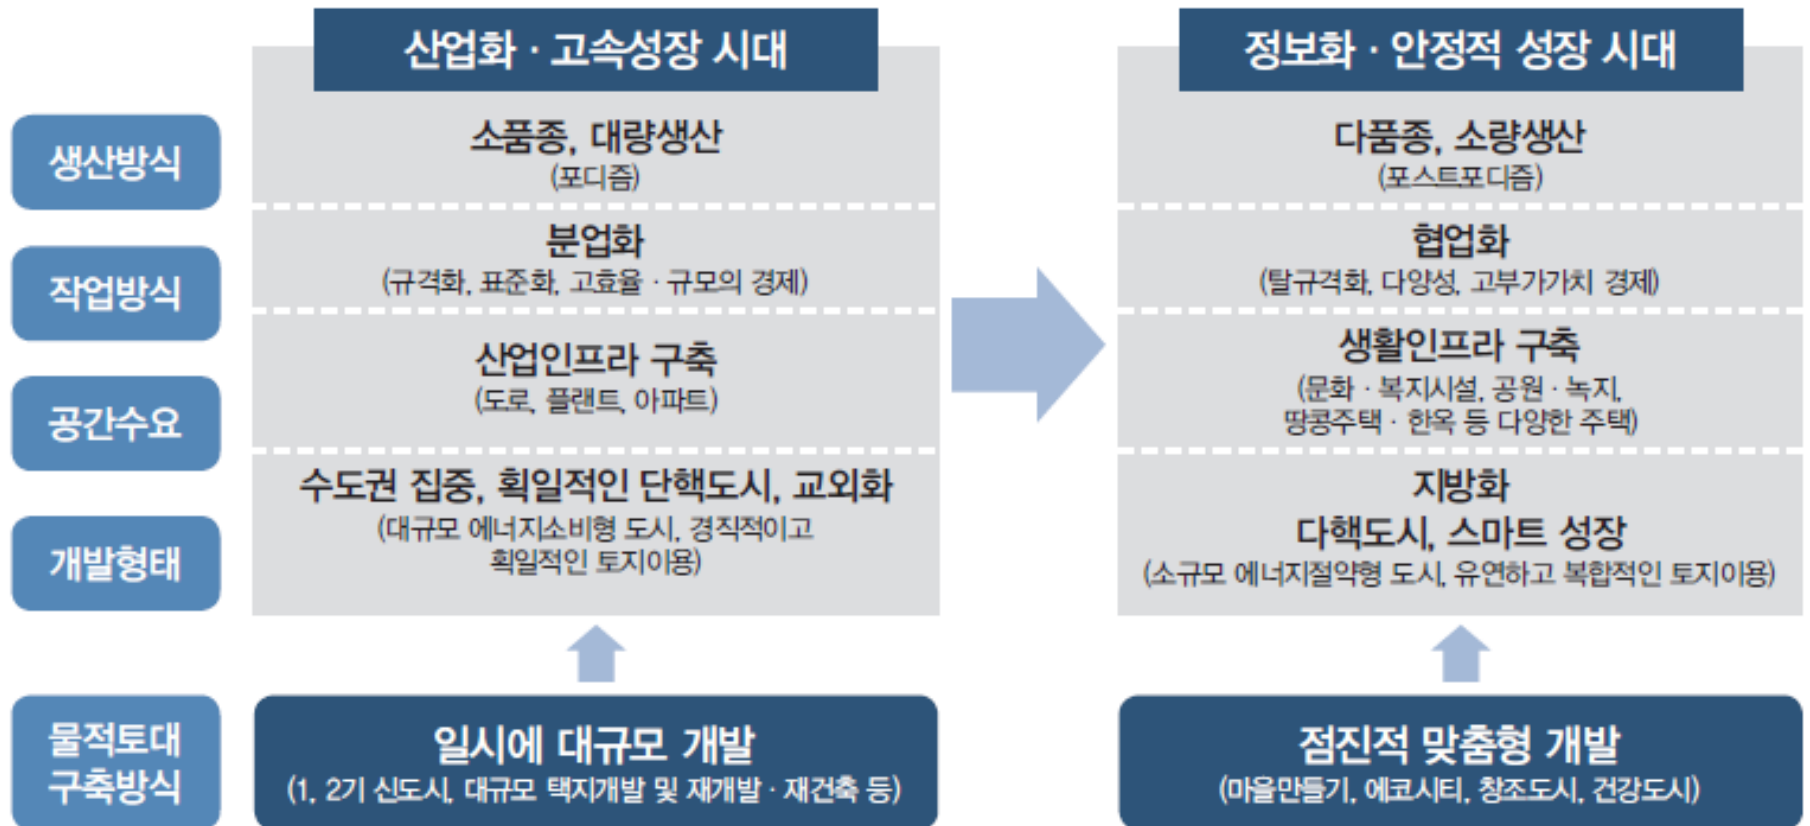 산업화 · 고속성장 시대
정보화 · 안정적 성장 시대
생산방식
소품종, 대량생산
(포디즘)
다품종, 소량생산
(포스트포디즘)
작업방식
분업화
(규격화, 표준화, 고효율 · 규모의 경제)
협업화
(탈규격화, 다양성, 고부가가치 경제)
공간수요
산업인프라 구축
(도로, 플랜트, 아파트)
생활인프라 구축
(문화 · 복지시설, 공원 · 녹지,
땅콩주택 · 한옥 등 다양한 주택)
개발형태
수도권 집중, 획일적인 단핵도시, 교외화
(대규모 에너지소비형 도시, 경직적이고
획일적인 토지이용)
지방화
다핵도시, 스마트 성장
(소규모 에너지절약형 도시, 유연하고 복합적인 토지이용)
물적토대
구축방식
일시에 대규모 개발
(1, 2기 신도시, 대규모 택지개발 및 재개발 · 재건축 등)
점진적 맞춤형 개발
(마을만들기, 에코시티, 창조도시, 건강도시)